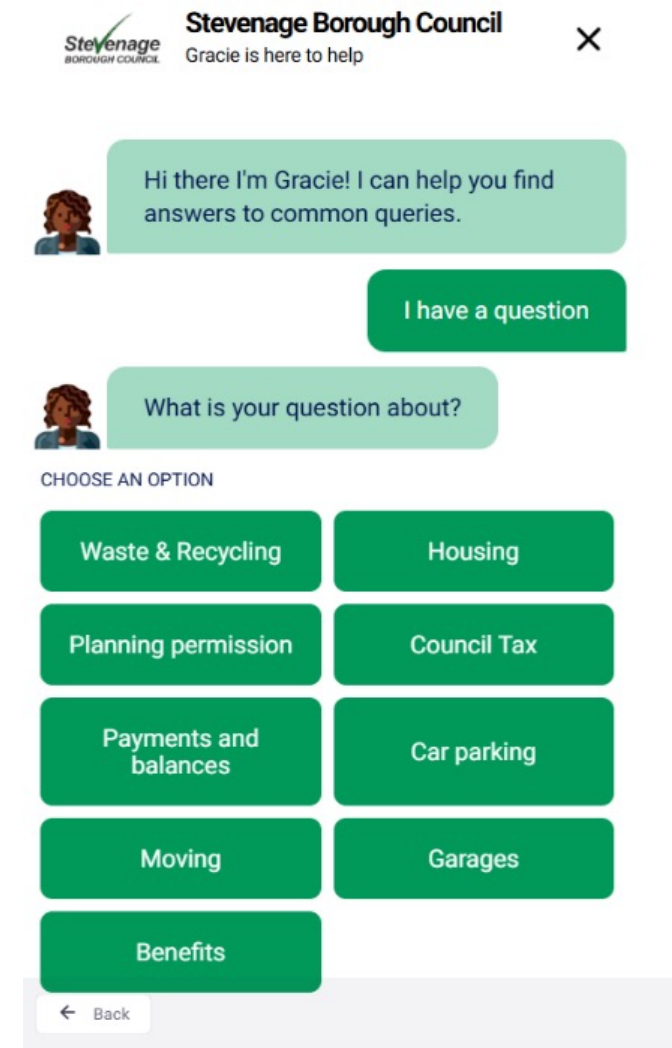 Stevenage
BOROUGH COUNCIL
Stevenage Borough Council
Gracie is here to help
Hi there I'm Gracie! I can help you find
answers to common queries.
I have a question
What is your question about?
CHOOSE AN OPTION
Waste & Recycling
Housing
Planning permission
Council Tax
Payments and
balances
Car parking
Moving
Garages
Benefits
Back